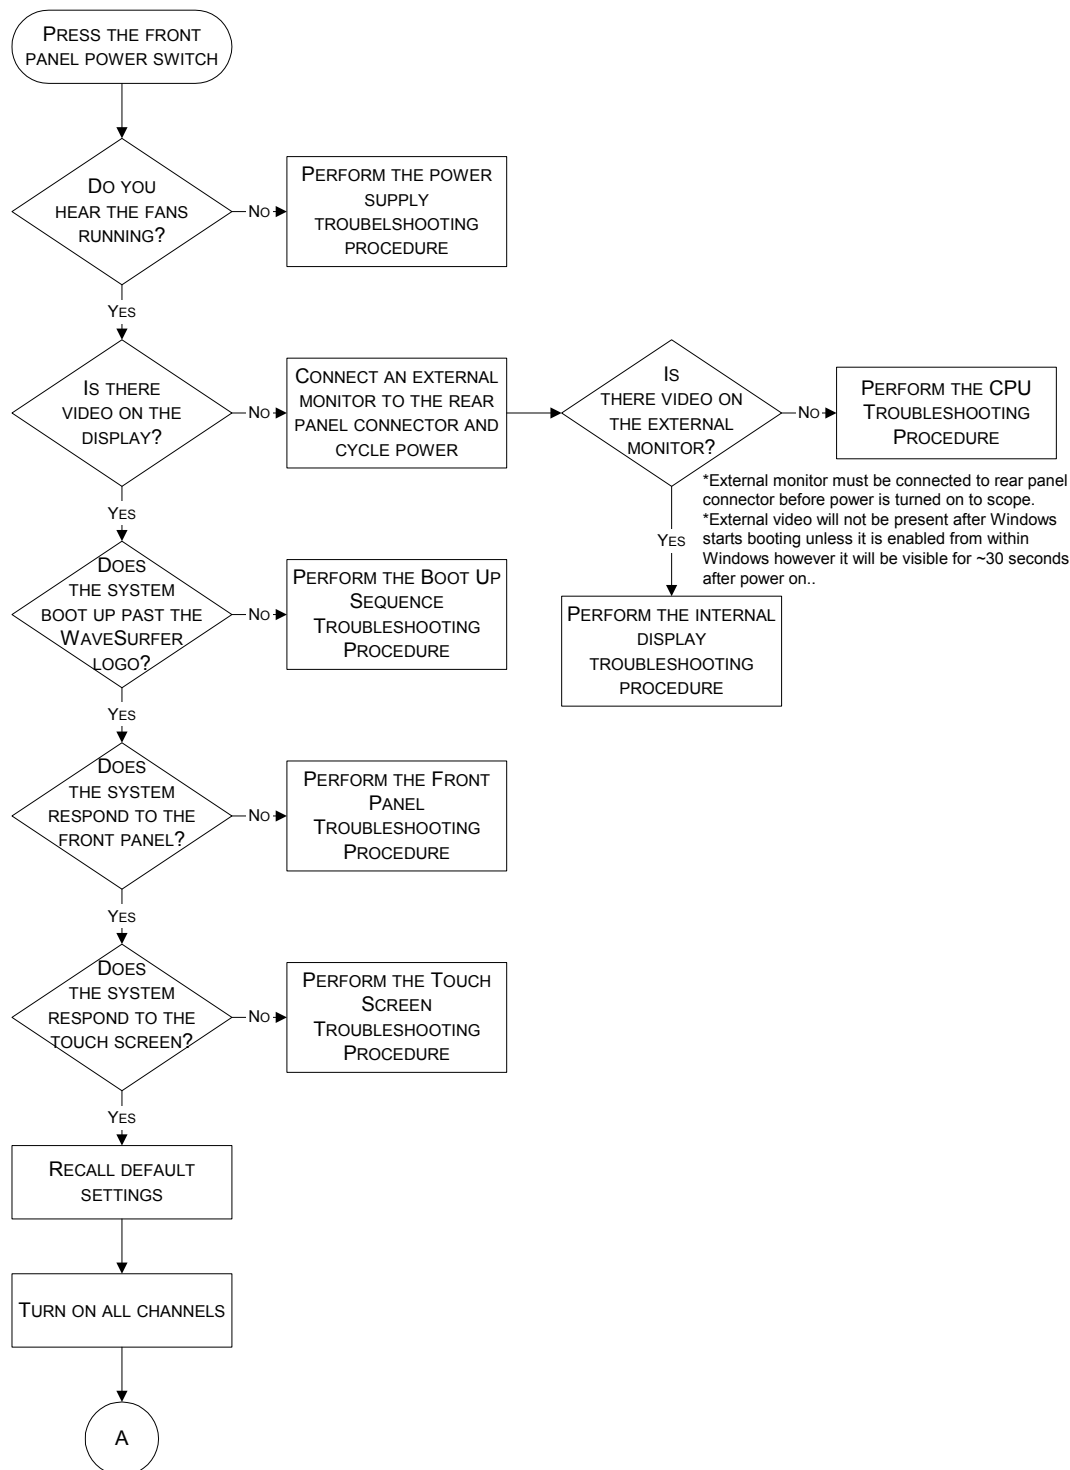 PRESS THE FRONT
PANEL POWER SWITCH
DO YOU
HEAR THE FANS
RUNNING?
NO
PERFORM THE POWER
SUPPLY
TROUBELSHOOTING
PROCEDURE
YES
IS THERE
VIDEO ON THE
DISPLAY?
NO
CONNECT AN EXTERNAL
MONITOR TO THE REAR
PANEL CONNECTOR AND
CYCLE POWER
IS
THERE VIDEO ON
THE EXTERNAL
MONITOR?
NO
PERFORM THE CPU
TROUBLESHOOTING
PROCEDURE
*External monitor must be connected to rear panel
connector before power is turned on to scope.
*External video will not be present after Windows
starts booting unless it is enabled from within
Windows however it will be visible for ~30 seconds
after power on..
YES
PERFORM THE INTERNAL
DISPLAY
TROUBLESHOOTING
PROCEDURE
YES
DOES
THE SYSTEM
BOOT UP PAST THE
WAVESURFER
LOGO?
NO
PERFORM THE BOOT UP
SEQUENCE
TROUBLESHOOTING
PROCEDURE
YES
DOES
THE SYSTEM
RESPOND TO THE
FRONT PANEL?
NO
PERFORM THE FRONT
PANEL
TROUBLESHOOTING
PROCEDURE
YES
DOES
THE SYSTEM
RESPOND TO THE
TOUCH SCREEN?
NO
PERFORM THE TOUCH
SCREEN
TROUBLESHOOTING
PROCEDURE
YES
RECALL DEFAULT
SETTINGS
TURN ON ALL CHANNELS
A